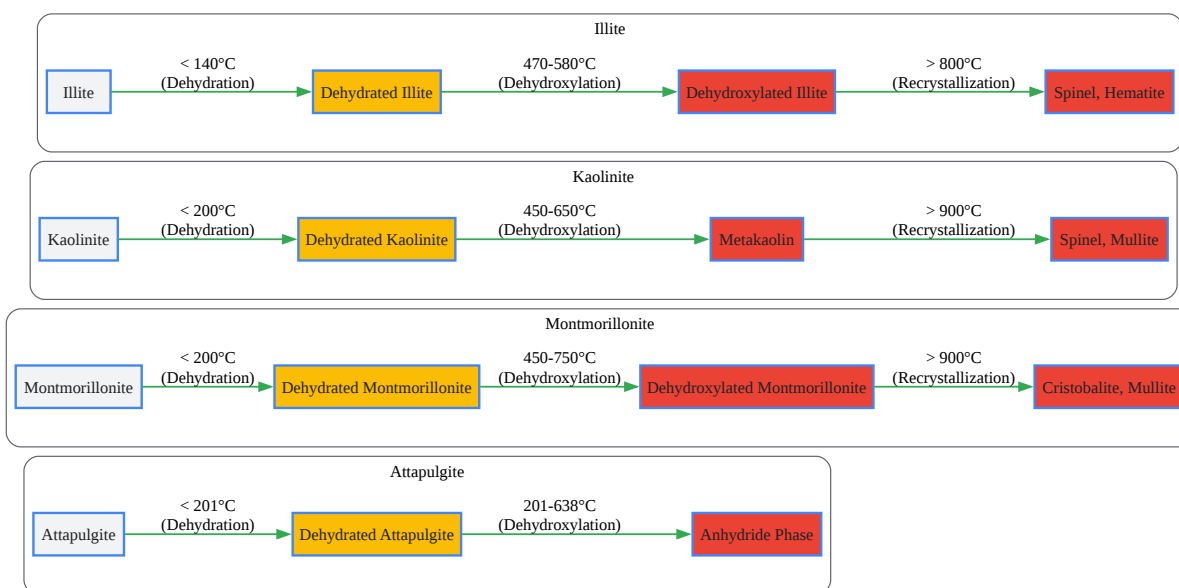 Illite
< 140°C
(Dehydration)
470-580°C
(Dehydroxylation)
> 800°C
(Recrystallization)
Illite
Dehydrated Illite
Dehydroxylated Illite
Spinel, Hematite
Kaolinite
< 200°C
(Dehydration)
450-650°C
(Dehydroxylation)
> 900°C
(Recrystallization)
Kaolinite
Dehydrated Kaolinite
Metakaolin
Spinel, Mullite
Montmorillonite
< 200°C
(Dehydration)
450-750°C
(Dehydroxylation)
> 900°C
(Recrystallization)
Montmorillonite
Dehydrated Montmorillonite
Dehydroxylated Montmorillonite
Cristobalite, Mullite
Attapulgite
< 201°C
(Dehydration)
201-638°C
(Dehydroxylation)
Attapulgite
Dehydrated Attapulgite
Anhydride Phase